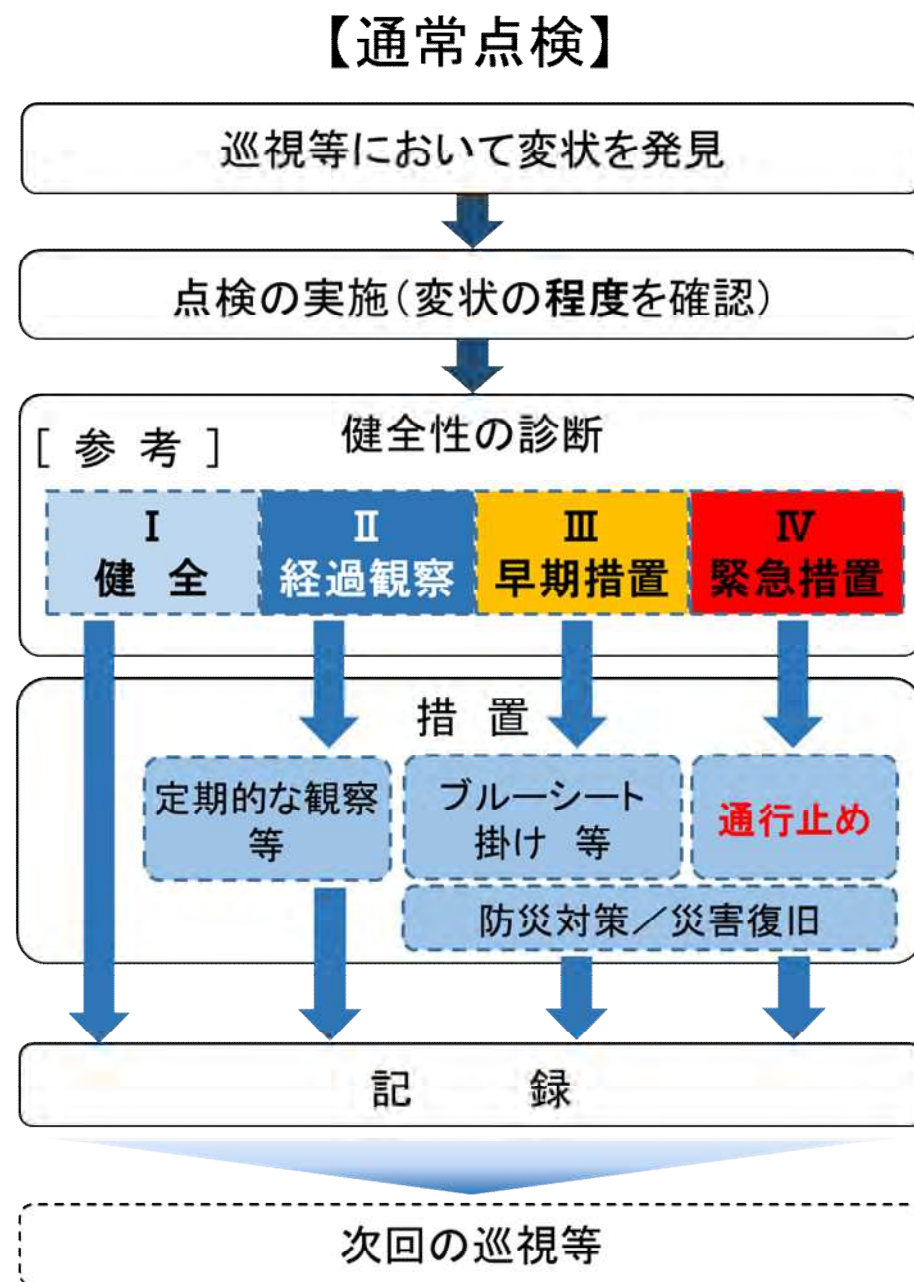 【通常点検】
巡視等において変状を発見
点検の実施（変状の程度を確認）
［ 参 考 ］
健全性の診断
Ⅰ
健 全
Ⅱ
経過観察
Ⅲ
早期措置
Ⅳ
緊急措置
措 置
定期的な観察
等
ブルーシート
掛け 等
通行止め
防災対策／災害復旧
記 録
次回の巡視等